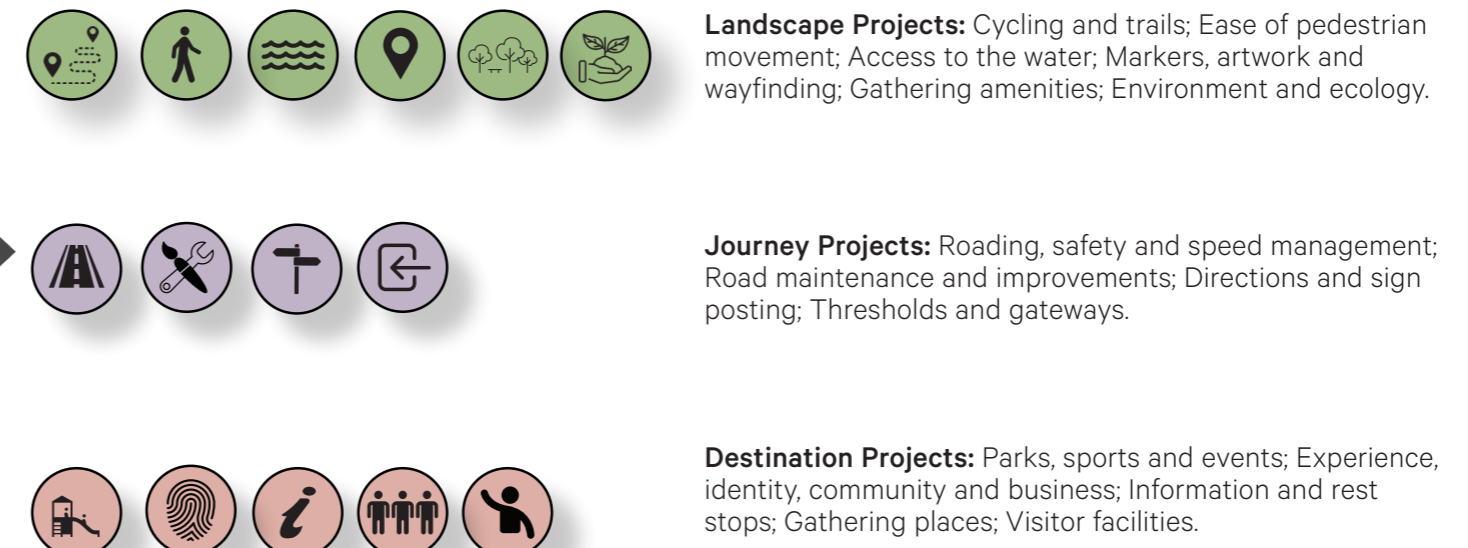 Landscape Projects: Cycling and trails; Ease of pedestrian
movement; Access to the water; Markers, artwork and
wayfinding; Gathering amenities; Environment and ecology.
Journey Projects: Roading, safety and speed management;
Road maintenance and improvements; Directions and sign
posting; Thresholds and gateways.
Destination Projects: Parks, sports and events; Experience,
identity, community and business; Information and rest
stops; Gathering places; Visitor facilities.